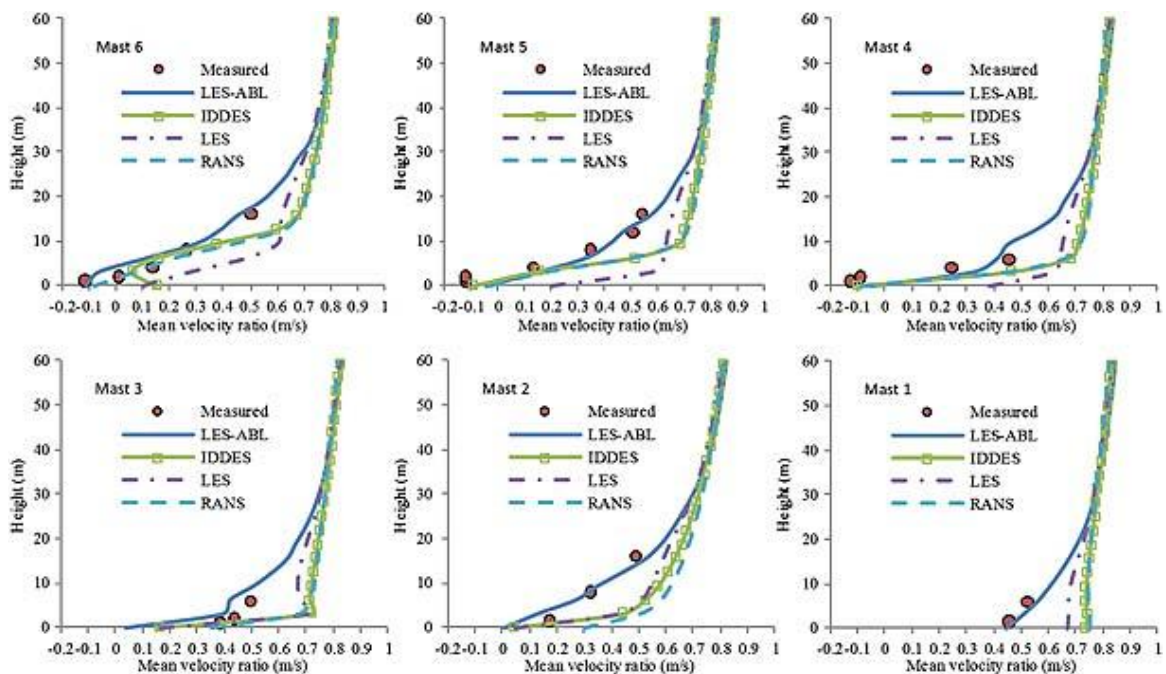 60
Mast 6
50
Measured
40
LES-ABL
IDDES
30
LES
RANS
20
10
0
Height (m)
-0.2-0.1 0 0.1 0.2 0.3 0.4 0.5 0.6 0.7 0.8 0.9 1
Mean velocity ratio (m/s)
60
Mast 5
50
Measured
40
LES-ABL
IDDES
30
LES
RANS
20
10
0
Height (m)
-0.2-0.1 0 0.1 0.2 0.3 0.4 0.5 0.6 0.7 0.8 0.9 1
Mean velocity ratio (m/s)
60
Mast 4
50
Measured
40
LES-ABL
IDDES
30
LES
RANS
20
10
0
Height (m)
-0.2-0.1 0 0.1 0.2 0.3 0.4 0.5 0.6 0.7 0.8 0.9 1
Mean velocity ratio (m/s)
60
Mast 3
50
Measured
40
LES-ABL
IDDES
30
LES
RANS
20
10
0
Height (m)
-0.2-0.1 0 0.1 0.2 0.3 0.4 0.5 0.6 0.7 0.8 0.9 1
Mean velocity ratio (m/s)
60
Mast 2
50
Measured
40
LES-ABL
IDDES
30
LES
RANS
20
10
0
Height (m)
-0.2-0.1 0 0.1 0.2 0.3 0.4 0.5 0.6 0.7 0.8 0.9 1
Mean velocity ratio (m/s)
60
Mast 1
50
Measured
40
LES-ABL
IDDES
30
LES
RANS
20
10
0
Height (m)
-0.2-0.1 0 0.1 0.2 0.3 0.4 0.5 0.6 0.7 0.8 0.9 1
Mean velocity ratio (m/s)